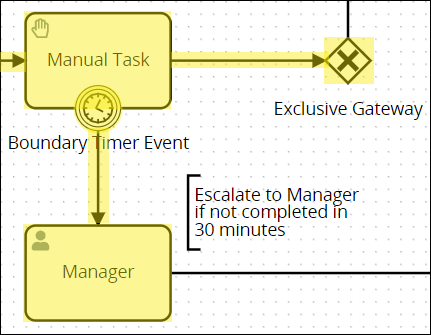 Manual Task
Exclusive Gateway
Boundary Timer Event
Escalate to Manager
if not completed in
30 minutes
Manager